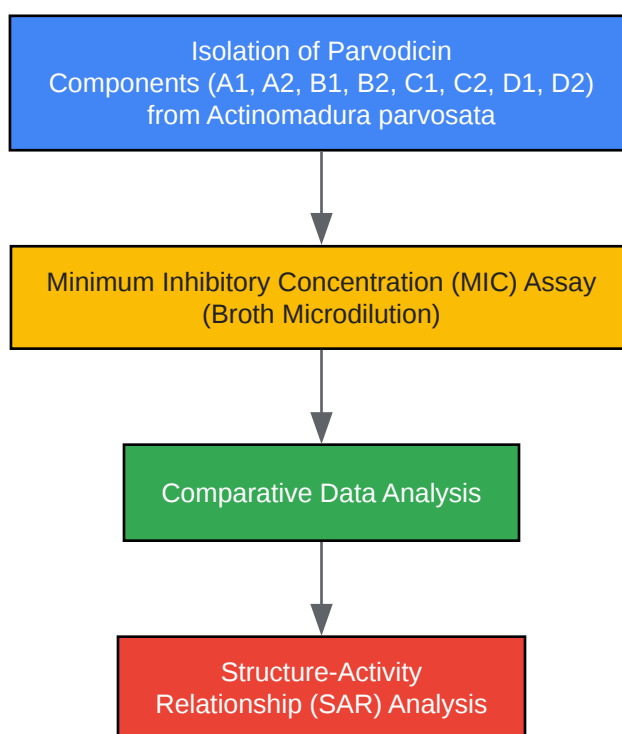 Isolation of Parvodicin
Components (A1, A2, B1, B2, C1, C2, D1, D2)
from Actinomadura parvosata
Minimum Inhibitory Concentration (MIC) Assay
(Broth Microdilution)
Comparative Data Analysis
Structure-Activity
Relationship (SAR) Analysis